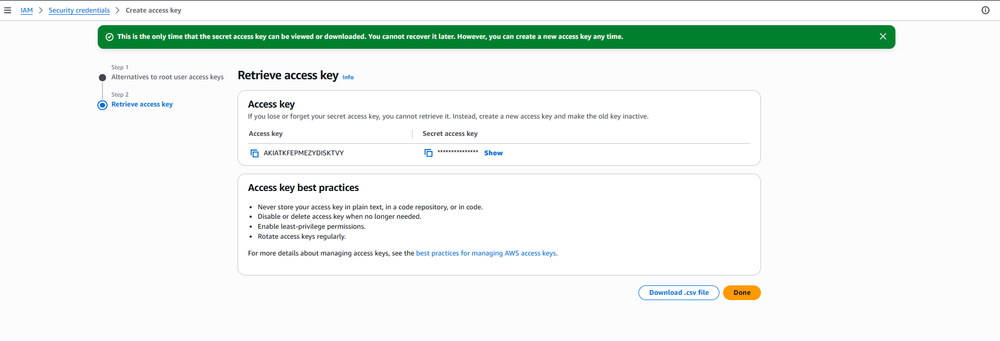 IAM > Security credentials > Create access key
This is the only time that the secret access key can be viewed or downloaded. You cannot recover it later. However, you can create a new access key any time.
Step 1
Alternatives to root user access keys
Step 2
Retrieve access key
Retrieve access key Info
Access key
If you lose or forget your secret access key, you cannot retrieve it. Instead, create a new access key and make the old key inactive.
Access key Secret access key
AKIATKFEPMEZYDISKTVY *************** Show
Access key best practices
• Never store your access key in plain text, in a code repository, or in code.
• Disable or delete access key when no longer needed.
• Enable least-privilege permissions.
• Rotate access keys regularly.
For more details about managing access keys, see the best practices for managing AWS access keys.
Download .csv file Done